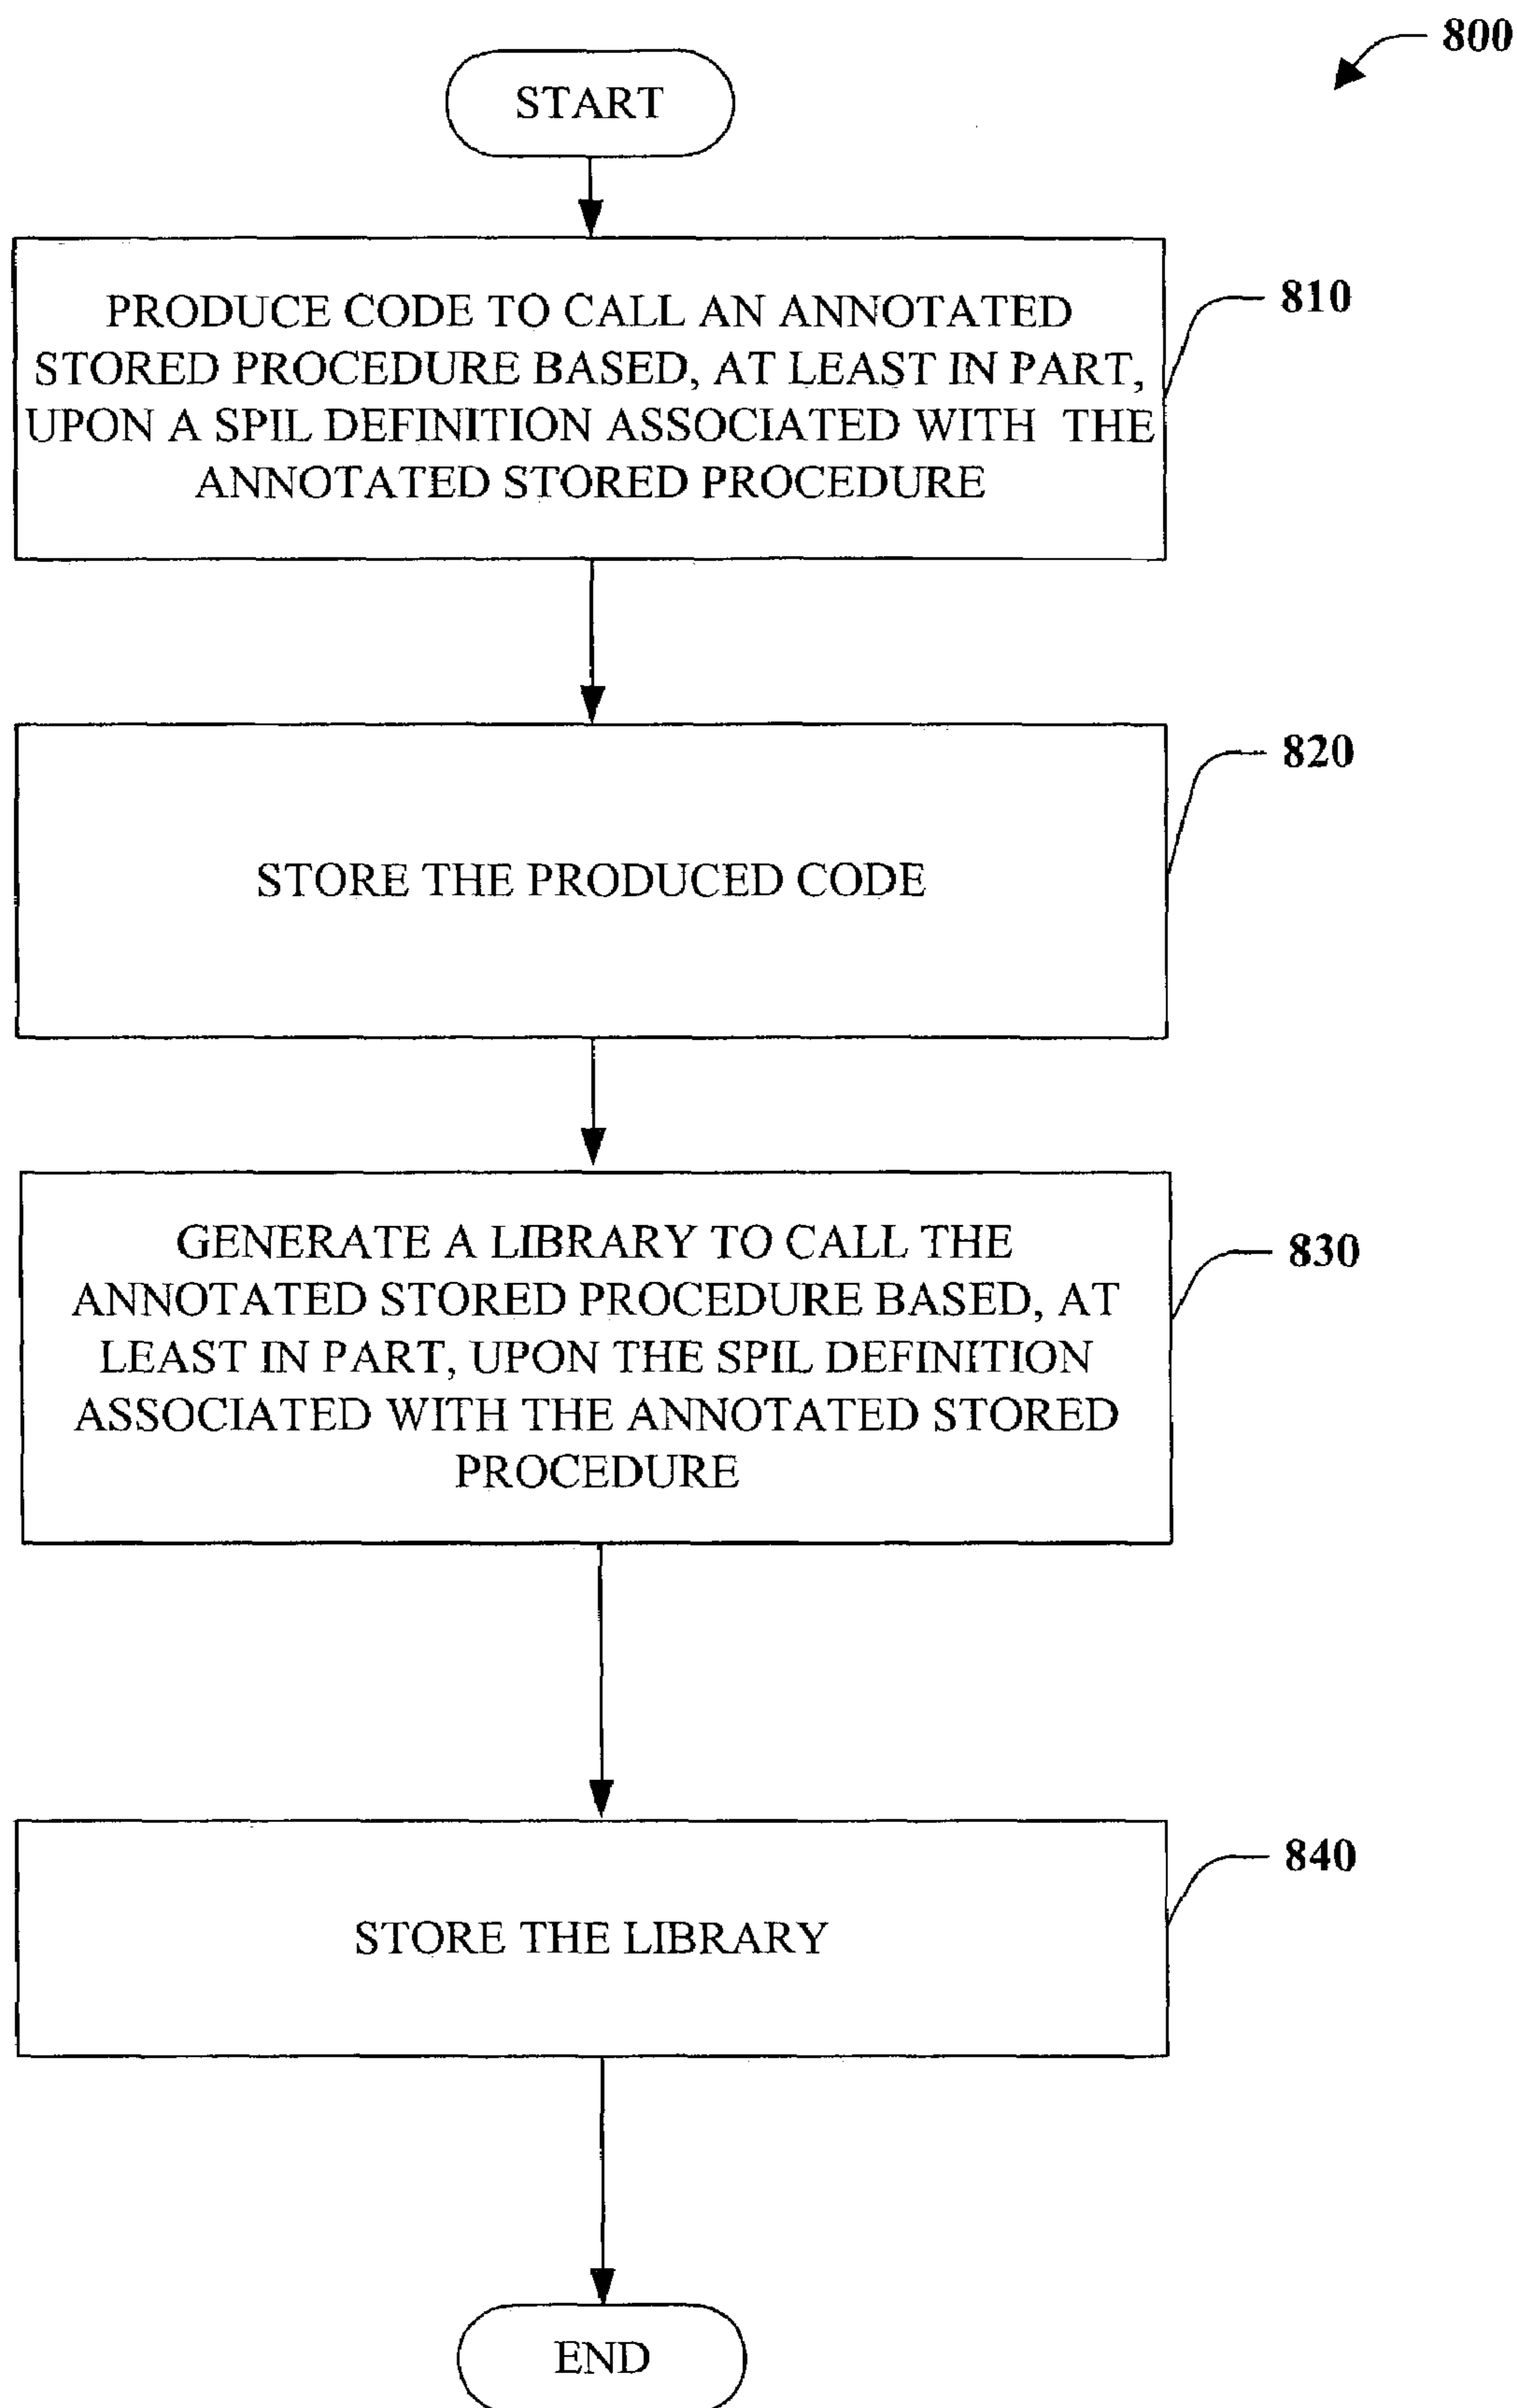 800
START
PRODUCE CODE TO CALL AN ANNOTATED
STORED PROCEDURE BASED, AT LEAST IN PART,
UPON A SPIL DEFINITION ASSOCIATED WITH THE
ANNOTATED STORED PROCEDURE
810
STORE THE PRODUCED CODE
820
GENERATE A LIBRARY TO CALL THE
ANNOTATED STORED PROCEDURE BASED, AT
LEAST IN PART, UPON THE SPIL DEFINITION
ASSOCIATED WITH THE ANNOTATED STORED
PROCEDURE
830
STORE THE LIBRARY
840
END